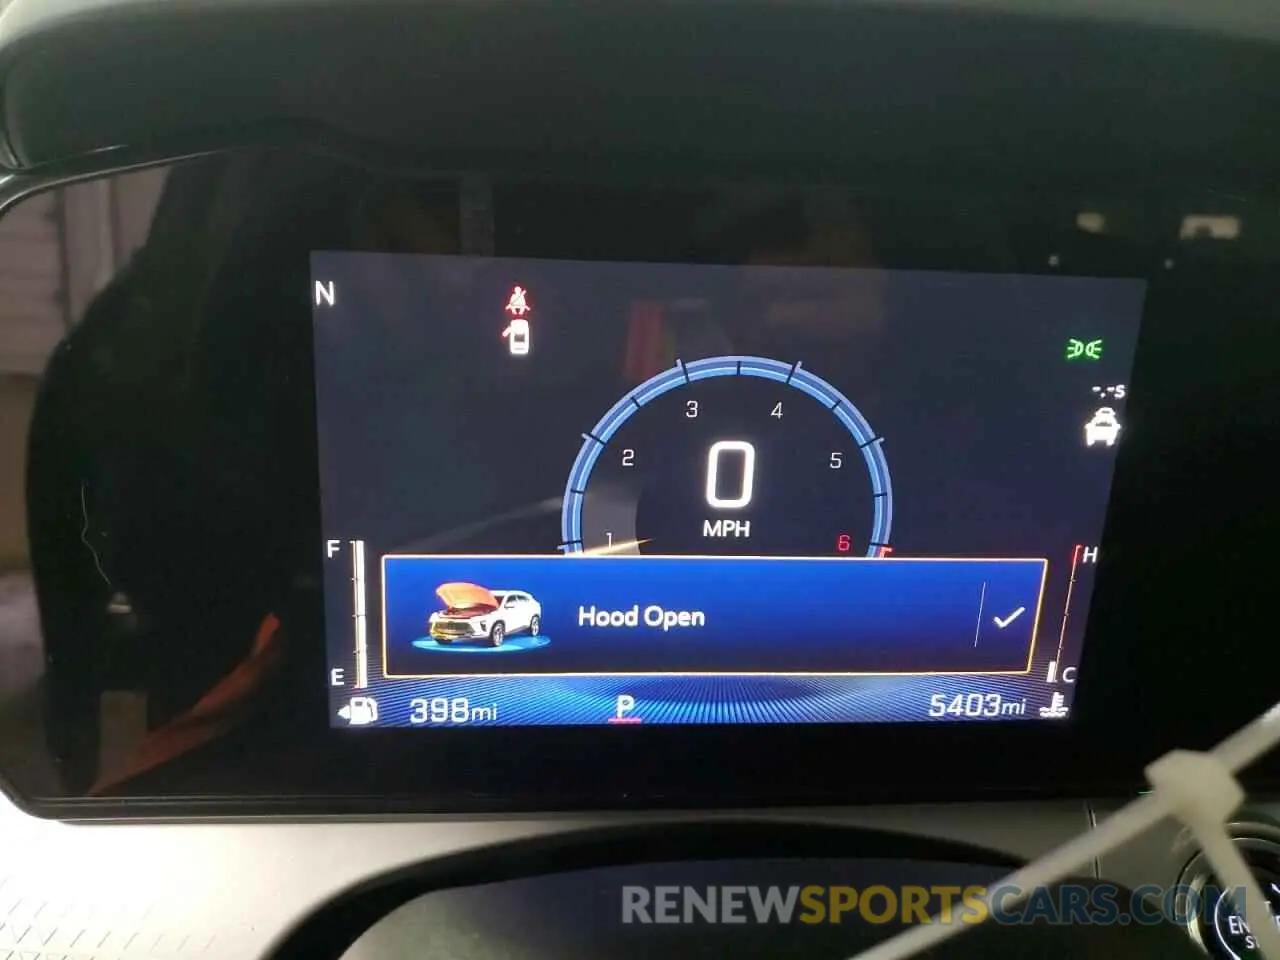 N
-.-s
3 4
2 5
0
MPH
1 6
F H
Hood Open
E C
398mi P 5403mi
RENEWSPORTSCARS.COM